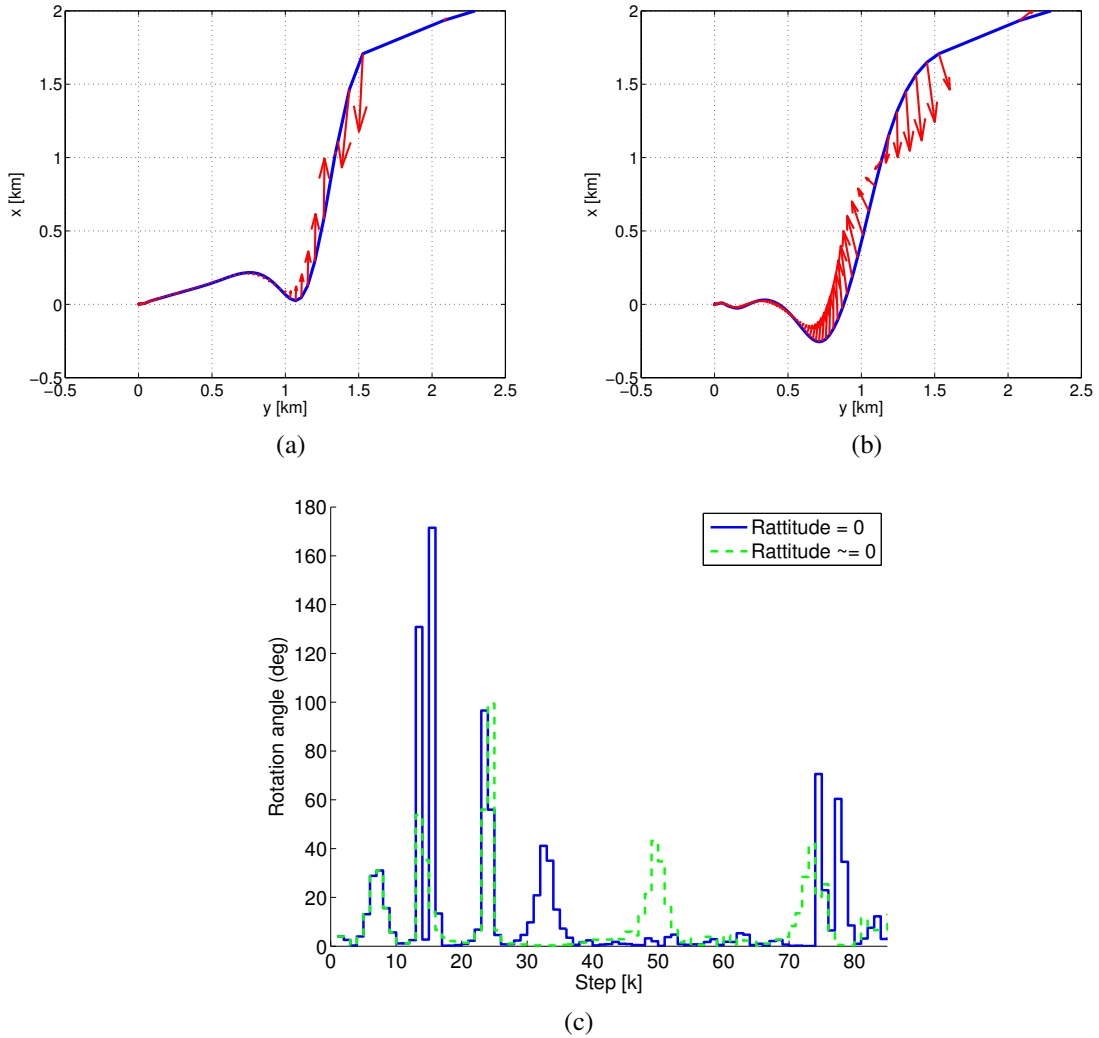 2
1.5
1
0.5
0
−0.5
−0.5 0 0.5 1 1.5 2 2.5
x [km]
y [km]
(a)
2
1.5
1
0.5
0
−0.5
−0.5 0 0.5 1 1.5 2 2.5
x [km]
y [km]
(b)
180
160
140
120
100
80
60
40
20
0
0 10 20 30 40 50 60 70 80
Rotation angle (deg)
Step [k]
Rattitude = 0
Rattitude ~= 0
(c)